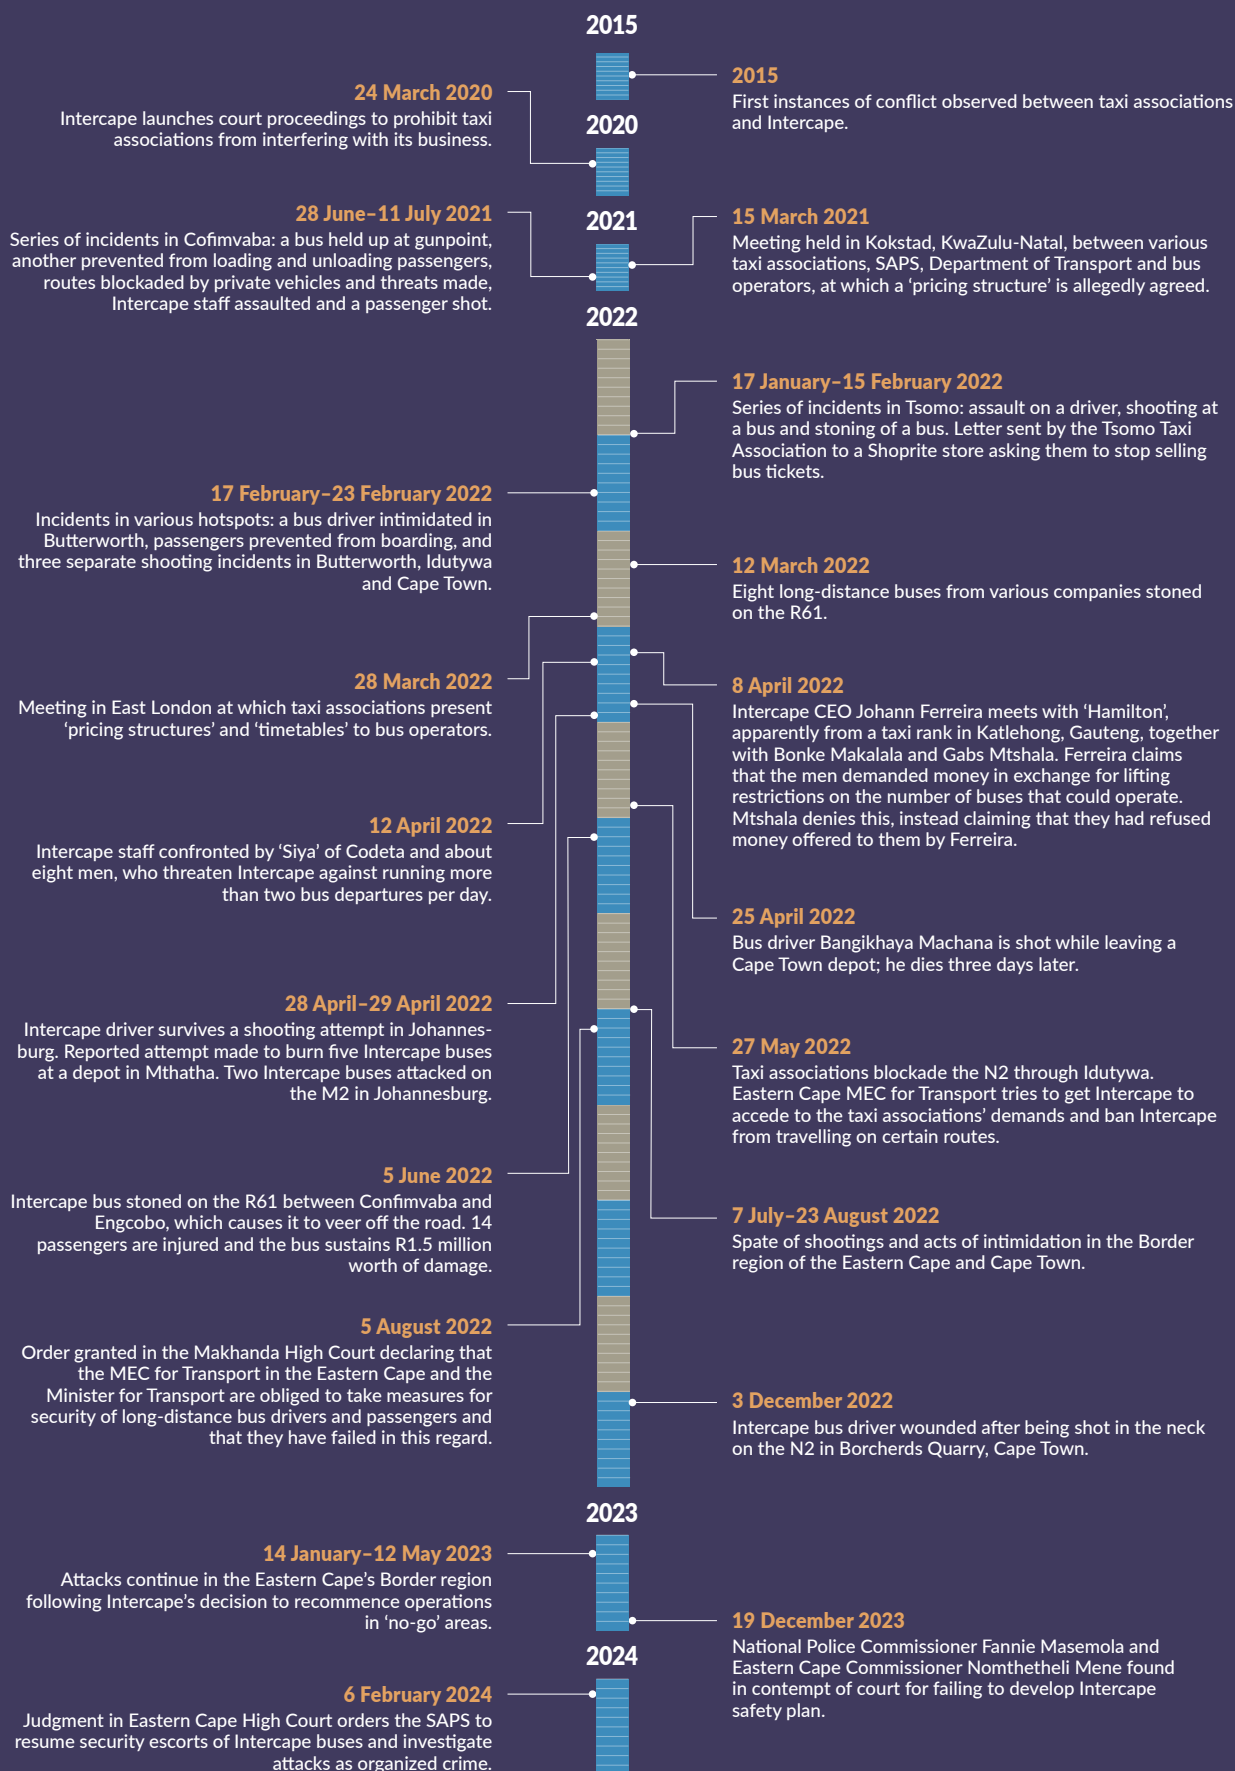 2015
2015
First instances of conflict observed between taxi associations
and Intercape.
24 March 2020
Intercape launches court proceedings to prohibit taxi
associations from interfering with its business.
2020
2021
28 June–11 July 2021
Series of incidents in Cofimvaba: a bus held up at gunpoint,
another prevented from loading and unloading passengers,
routes blockaded by private vehicles and threats made,
Intercape staff assaulted and a passenger shot.
15 March 2021
Meeting held in Kokstad, KwaZulu-Natal, between various
taxi associations, SAPS, Department of Transport and bus
operators, at which a ‘pricing structure’ is allegedly agreed.
2022
17 January–15 February 2022
Series of incidents in Tsomo: assault on a driver, shooting at
a bus and stoning of a bus. Letter sent by the Tsomo Taxi
Association to a Shoprite store asking them to stop selling
bus tickets.
17 February–23 February 2022
Incidents in various hotspots: a bus driver intimidated in
Butterworth, passengers prevented from boarding, and
three separate shooting incidents in Butterworth, Idutywa
and Cape Town.
12 March 2022
Eight long-distance buses from various companies stoned
on the R61.
28 March 2022
Meeting in East London at which taxi associations present
‘pricing structures’ and ‘timetables’ to bus operators.
8 April 2022
Intercape CEO Johann Ferreira meets with ‘Hamilton’,
apparently from a taxi rank in Katlehong, Gauteng, together
with Bonke Makalala and Gabs Mtshala. Ferreira claims
that the men demanded money in exchange for lifting
restrictions on the number of buses that could operate.
Mtshala denies this, instead claiming that they had refused
money offered to them by Ferreira.
12 April 2022
Intercape staff confronted by ‘Siya’ of Codeta and about
eight men, who threaten Intercape against running more
than two bus departures per day.
25 April 2022
Bus driver Bangikhaya Machana is shot while leaving a
Cape Town depot; he dies three days later.
28 April–29 April 2022
Intercape driver survives a shooting attempt in Johannes-
burg. Reported attempt made to burn five Intercape buses
at a depot in Mthatha. Two Intercape buses attacked on
the M2 in Johannesburg.
27 May 2022
Taxi associations blockade the N2 through Idutywa.
Eastern Cape MEC for Transport tries to get Intercape to
accede to the taxi associations’ demands and ban Intercape
from travelling on certain routes.
5 June 2022
Intercape bus stoned on the R61 between Confimvaba and
Engcobo, which causes it to veer off the road. 14
passengers are injured and the bus sustains R1.5 million
worth of damage.
7 July–23 August 2022
Spate of shootings and acts of intimidation in the Border
region of the Eastern Cape and Cape Town.
5 August 2022
Order granted in the Makhanda High Court declaring that
the MEC for Transport in the Eastern Cape and the
Minister for Transport are obliged to take measures for
security of long-distance bus drivers and passengers and
that they have failed in this regard.
3 December 2022
Intercape bus driver wounded after being shot in the neck
on the N2 in Borcherds Quarry, Cape Town.
2023
14 January–12 May 2023
Attacks continue in the Eastern Cape’s Border region
following Intercape’s decision to recommence operations
in ‘no-go’ areas.
19 December 2023
National Police Commissioner Fannie Masemola and
Eastern Cape Commissioner Nomthetheli Mene found
in contempt of court for failing to develop Intercape
safety plan.
2024
6 February 2024
Judgment in Eastern Cape High Court orders the SAPS to
resume security escorts of Intercape buses and investigate
attacks as organized crime.